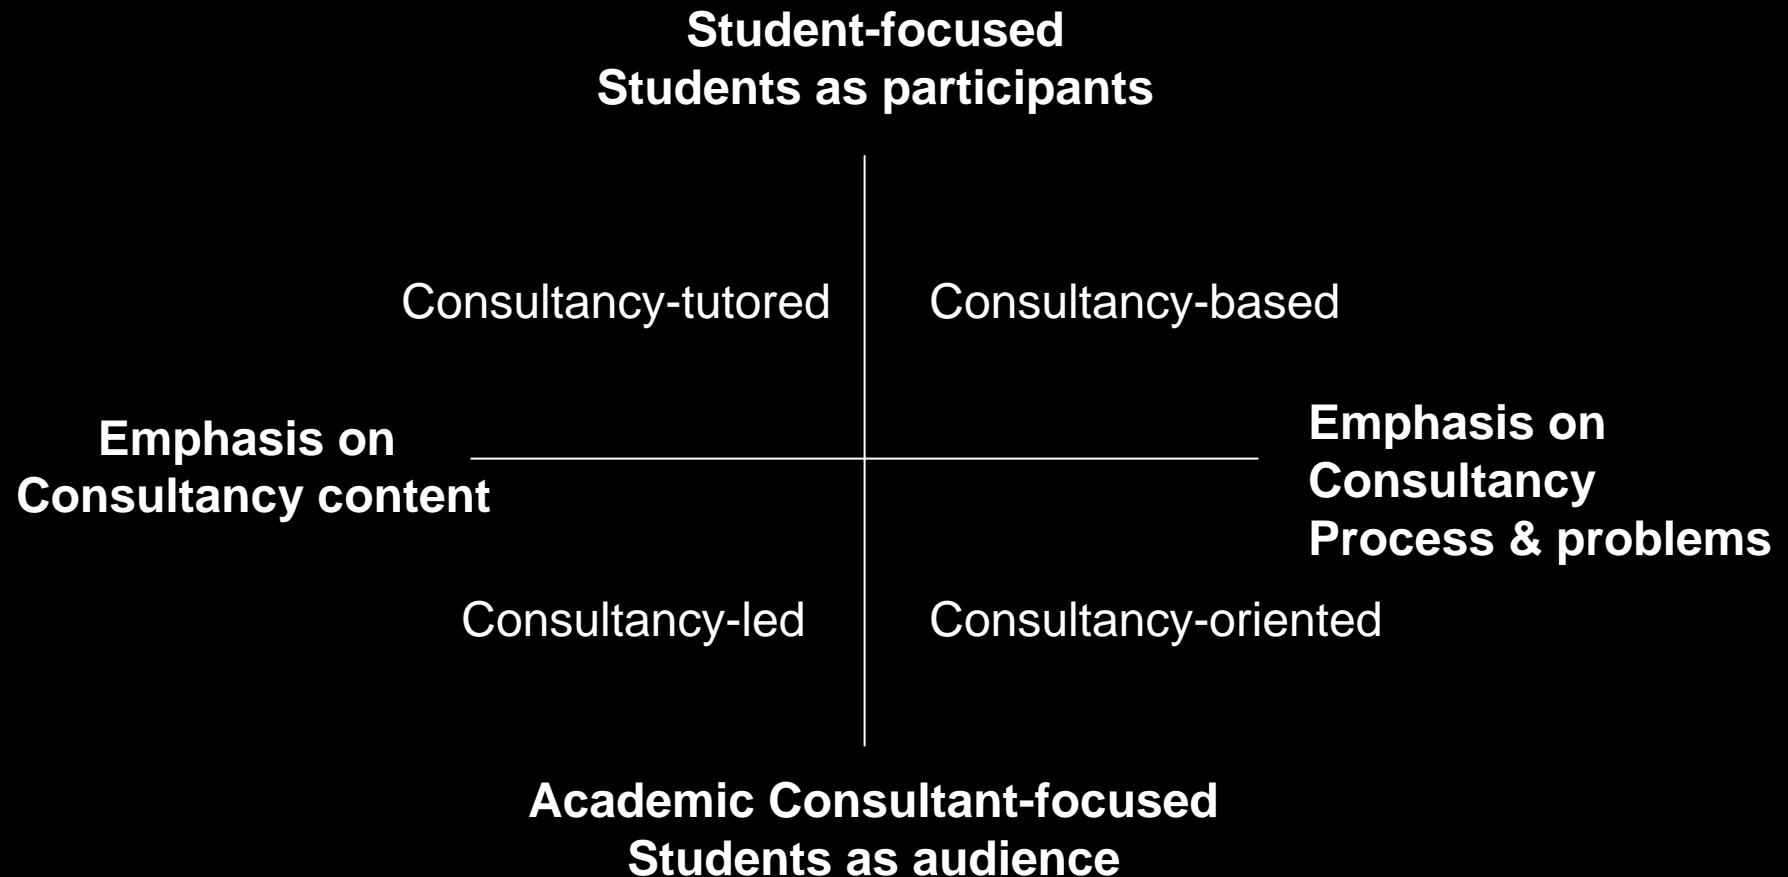 Student-focused
Students as participants
Consultancy-tutored
Consultancy-based
Emphasis on
Consultancy content
Emphasis on
Consultancy
Process & problems
Consultancy-led
Consultancy-oriented
Academic Consultant-focused
Students as audience